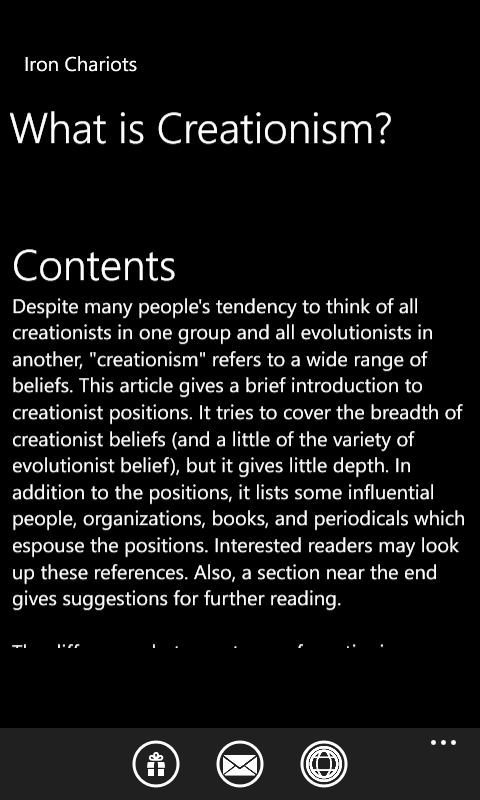 Iron Chariots
What is Creationism?
Contents
Despite many people's tendency to think of all
creationists in one group and all evolutionists in
another, "creationism" refers to a wide range of
beliefs. This article gives a brief introduction to
creationist positions. It tries to cover the breadth of
creationist beliefs (and a little of the variety of
evolutionist belief), but it gives little depth. In
addition to the positions, it lists some influential
people, organizations, books, and periodicals which
espouse the positions. Interested readers may look
up these references. Also, a section near the end
gives suggestions for further reading.